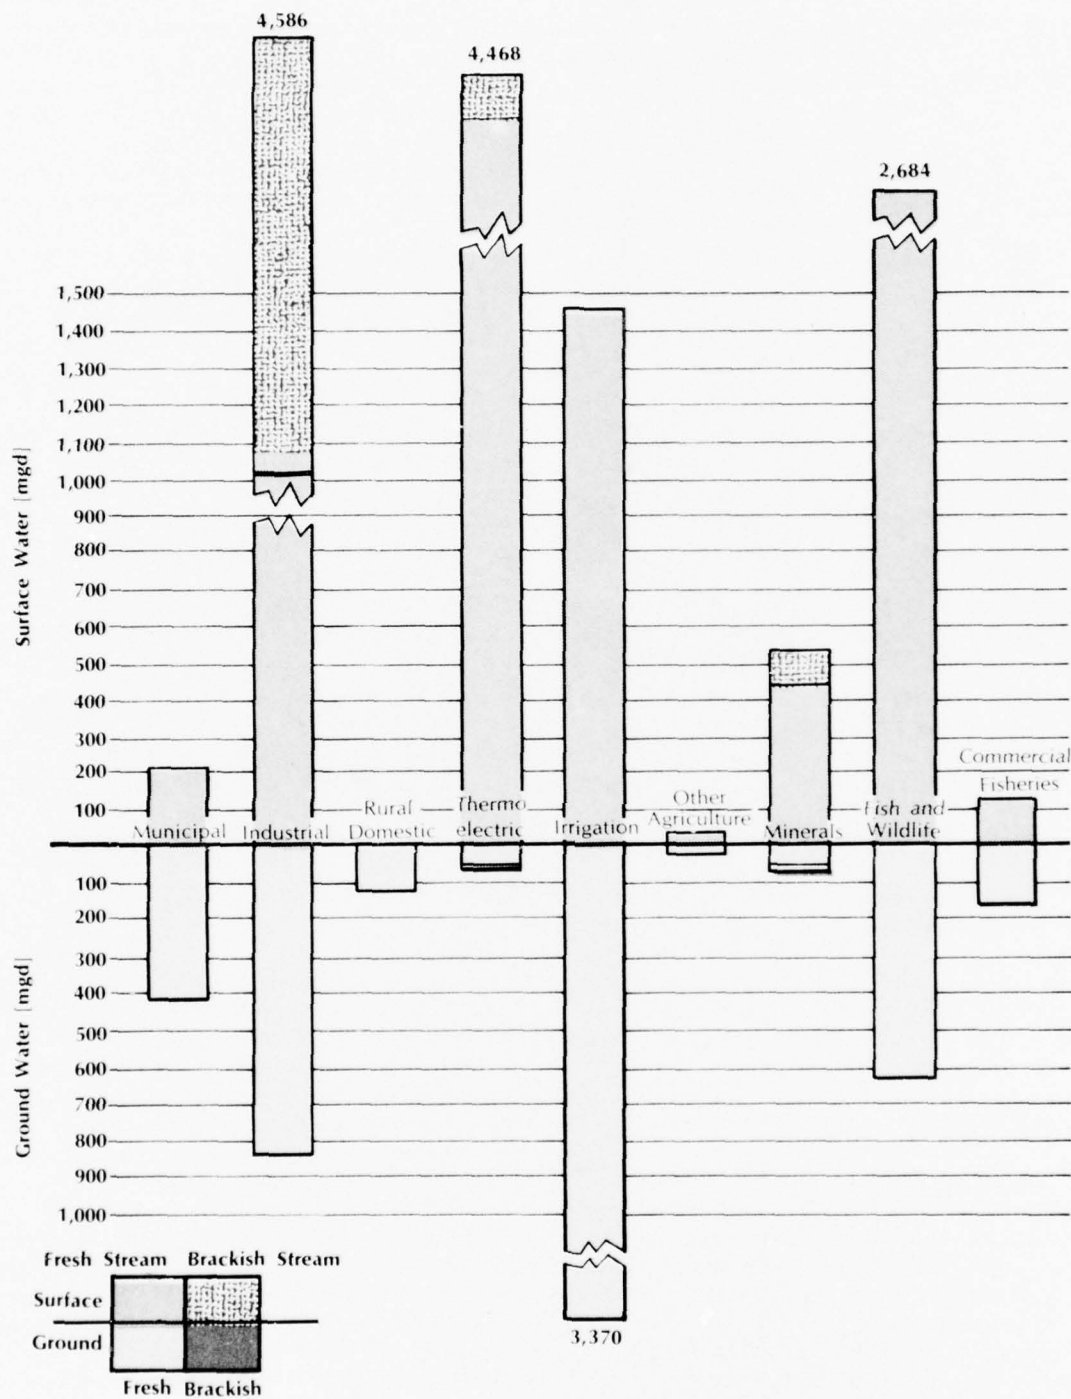 4,586
4,468
2,684
1,500
1,400
1,300
1,200
1,100
1,000
900
800
700
600
500
400
300
200
100
Surface Water [mgd]
Municipal
Industrial
Rural
Domestic
Thermo
electric
Irrigation
Other
Agriculture
Minerals
Fish and
Wildlife
Commercial
Fisheries
100
200
300
400
500
600
700
800
900
1,000
Ground Water [mgd]
3,370
Fresh Stream Brackish Stream
Surface
Ground
Fresh Brackish